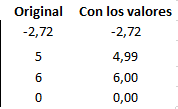 Original Con los valores
-2,72 -2,72
5 4,99
6 6,00
0 0,00